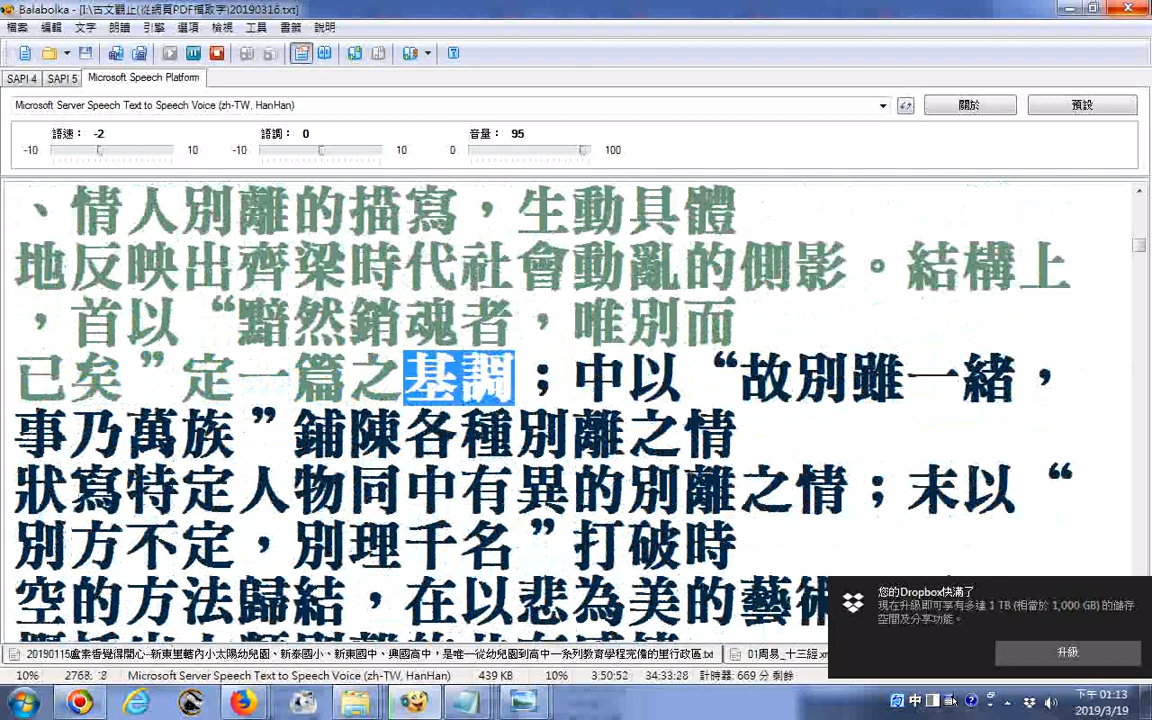 Balabolka - [I:\古文觀止(從網頁PDF擷取字)20190316.txt]
檔案 編輯 文字 朗讀 引擎 選項 檢視 工具 書籤 說明
SAPI 4 SAPI 5 Microsoft Speech Platform
Microsoft Server Speech Text to Speech Voice (zh-TW, HanHan)
關於 預設
語速： -2 語調： 0 音量： 95
-10 10 -10 10 0 100
、情人別離的描寫，生動具體
地反映出齊梁時代社會動亂的側影。結構上
，首以“黯然銷魂者，唯別而
已矣”定一篇之基調；中以“故別雖一緒，
事乃萬族”鋪陳各種別離之情
狀寫特定人物同中有異的別離之情；末以“
別方不定，別理千名”打破時
空的方法歸結，在以悲為美的藝術
您的Dropbox快滿了
現在升級即可享有多達 1 TB (相當於 1,000 GB) 的儲存
空間及分享功能。
升級
20190115盧素香覺得關心--新東里轄內小太陽幼兒園、新泰國小、新東國中、興國高中，是唯一從幼兒園到高中一系列教育學程完備的里行政區.txt 01周易_十三經
10% Microsoft Server Speech Text to Speech Voice (zh-TW, HanHan) 439 KB 10% 3:50:52 34:33:28 計時器: 669 分 剩餘
中 下午 01:13
2019/3/19